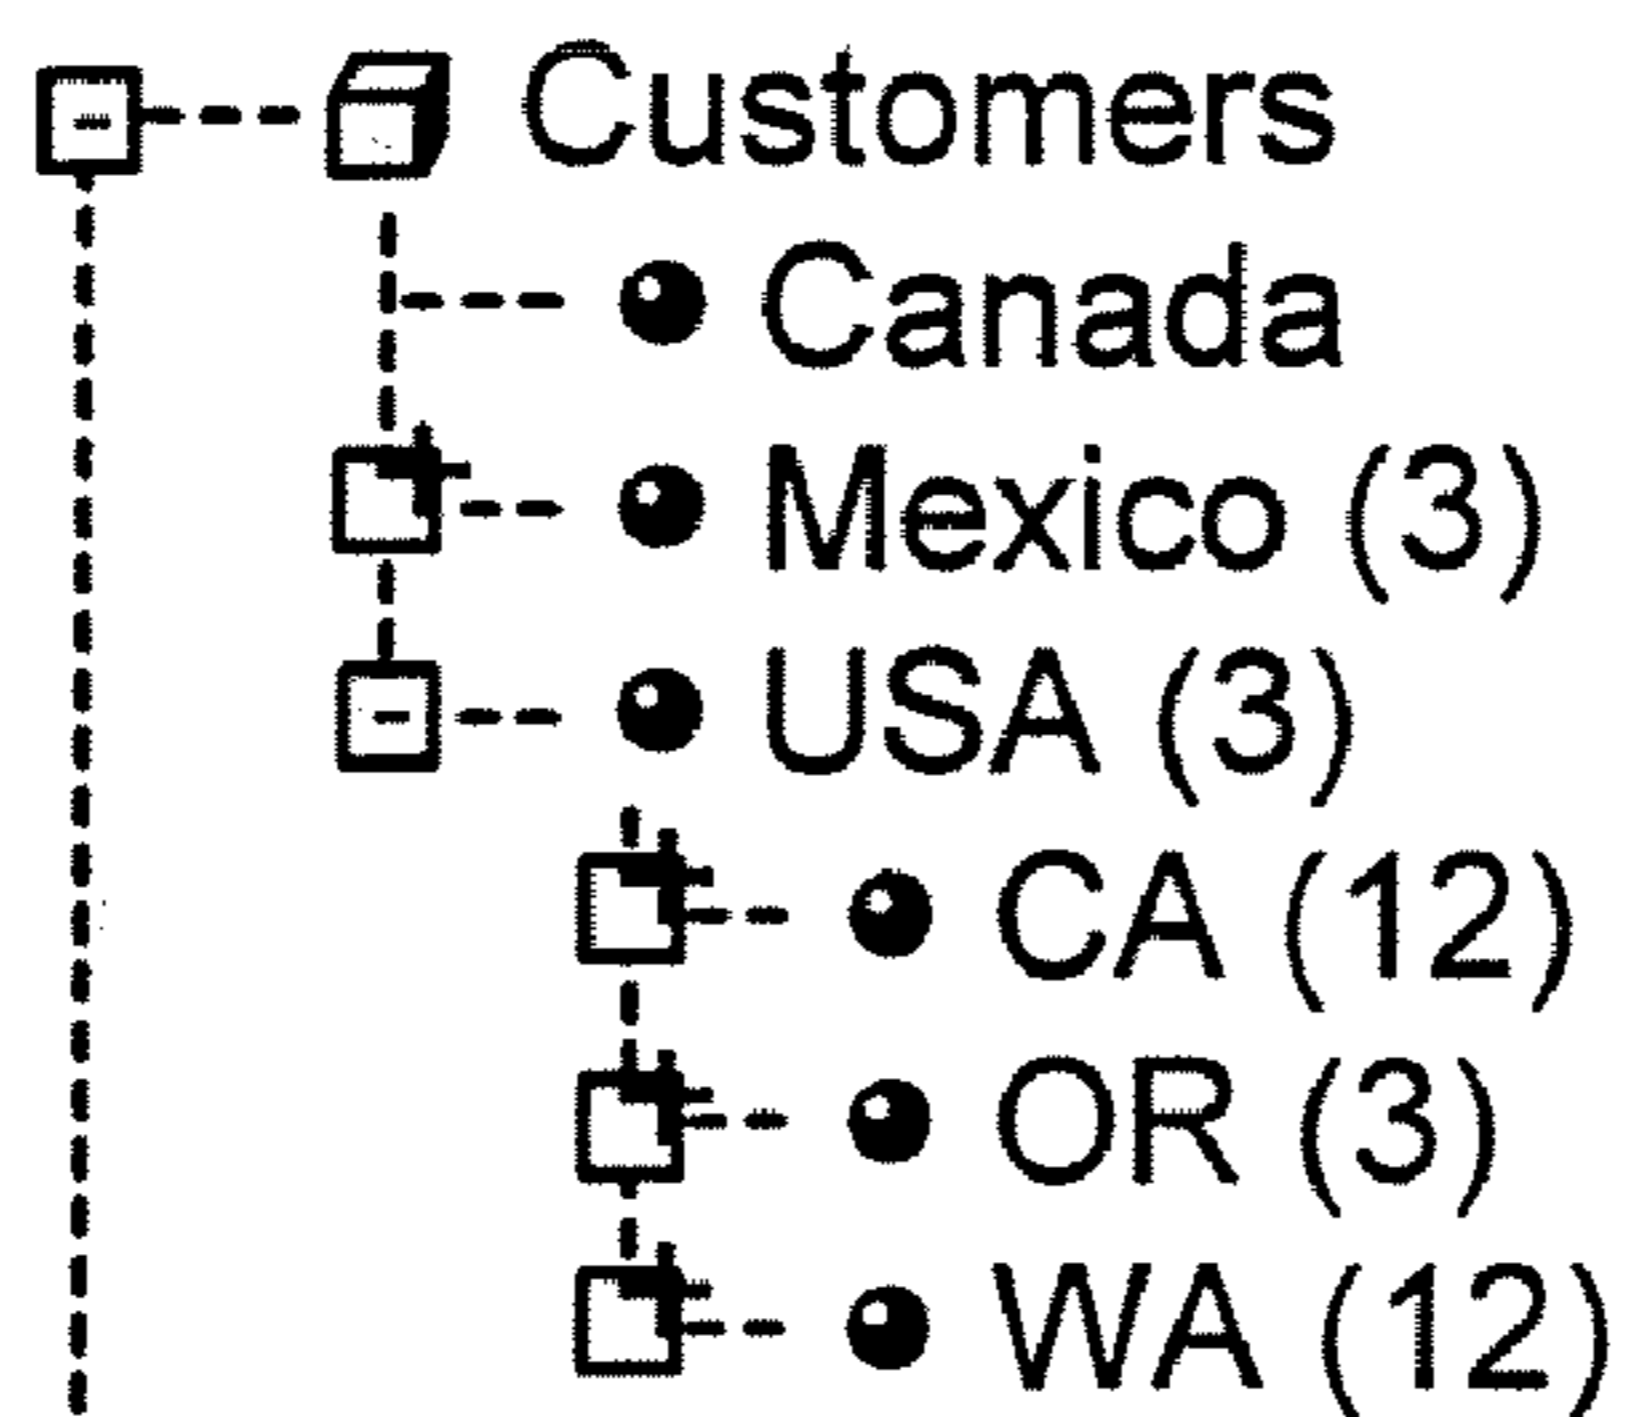 Customers
Canada
Mexico (3)
USA (3)
CA (12)
OR (3)
WA (12)